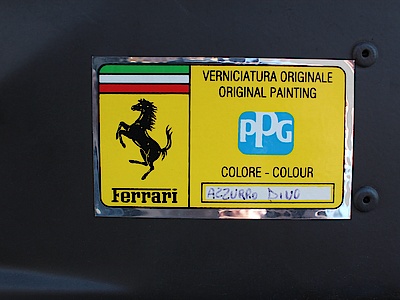 VERNICIATURA ORIGINALE
ORIGINAL PAINTING
PPG
COLORE - COLOUR
AZZURRO DINO
Ferrari